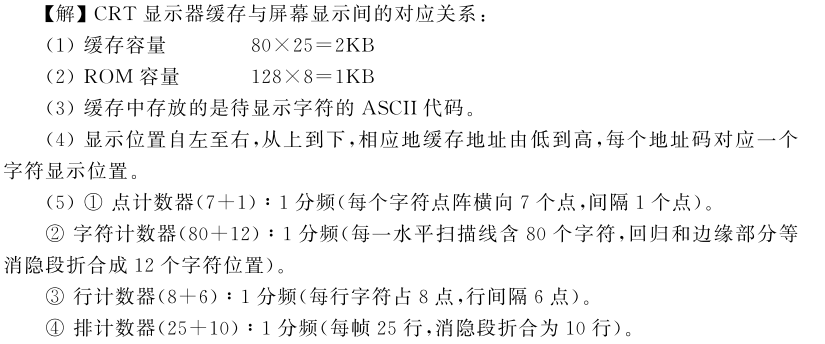 【解】CRT 显示器缓存与屏幕显示间的对应关系：
(1) 缓存容量 80×25=2KB
(2) ROM 容量 128×8=1KB
(3) 缓存中存放的是待显示字符的 ASCII 代码。
(4) 显示位置自左至右,从上到下,相应地缓存地址由低到高,每个地址码对应一个
字符显示位置。
(5) ① 点计数器(7+1)：1 分频(每个字符点阵横向 7 个点,间隔 1 个点)。
② 字符计数器(80+12)：1 分频(每一水平扫描线含 80 个字符,回归和边缘部分等
消隐段折合成 12 个字符位置)。
③ 行计数器(8+6)：1 分频(每行字符占 8 点,行间隔 6 点)。
④ 排计数器(25+10)：1 分频(每帧 25 行,消隐段折合为 10 行)。